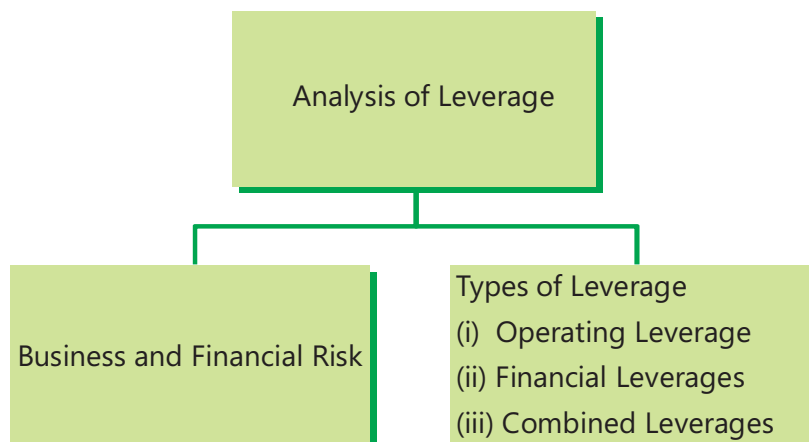 Analysis of Leverage
Business and Financial Risk
Types of Leverage
(i) Operating Leverage
(ii) Financial Leverages
(iii) Combined Leverages